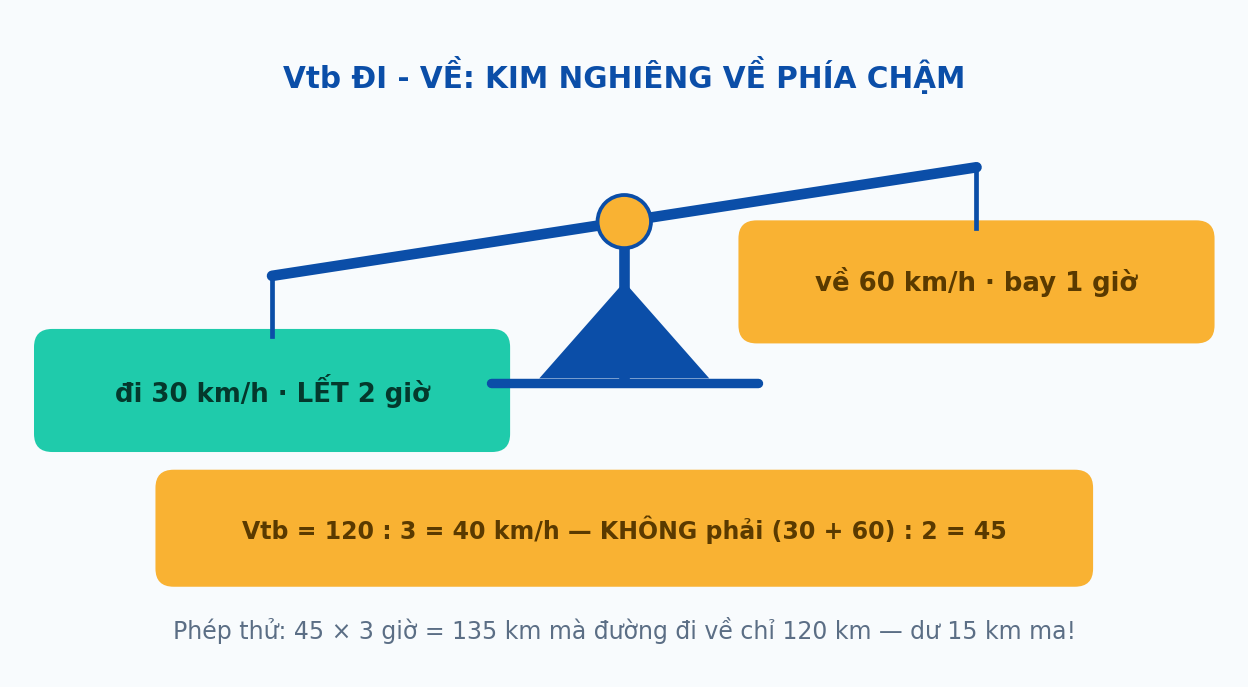 Vtb ĐI - VỀ: KIM NGHIÊNG VỀ PHÍA CHẬM
về 60 km/h · bay 1 giờ
đi 30 km/h · LẾT 2 giờ
Vtb = 120 : 3 = 40 km/h — KHÔNG phải (30 + 60) : 2 = 45
Phép thử: 45 × 3 giờ = 135 km mà đường đi về chỉ 120 km — dư 15 km ma!